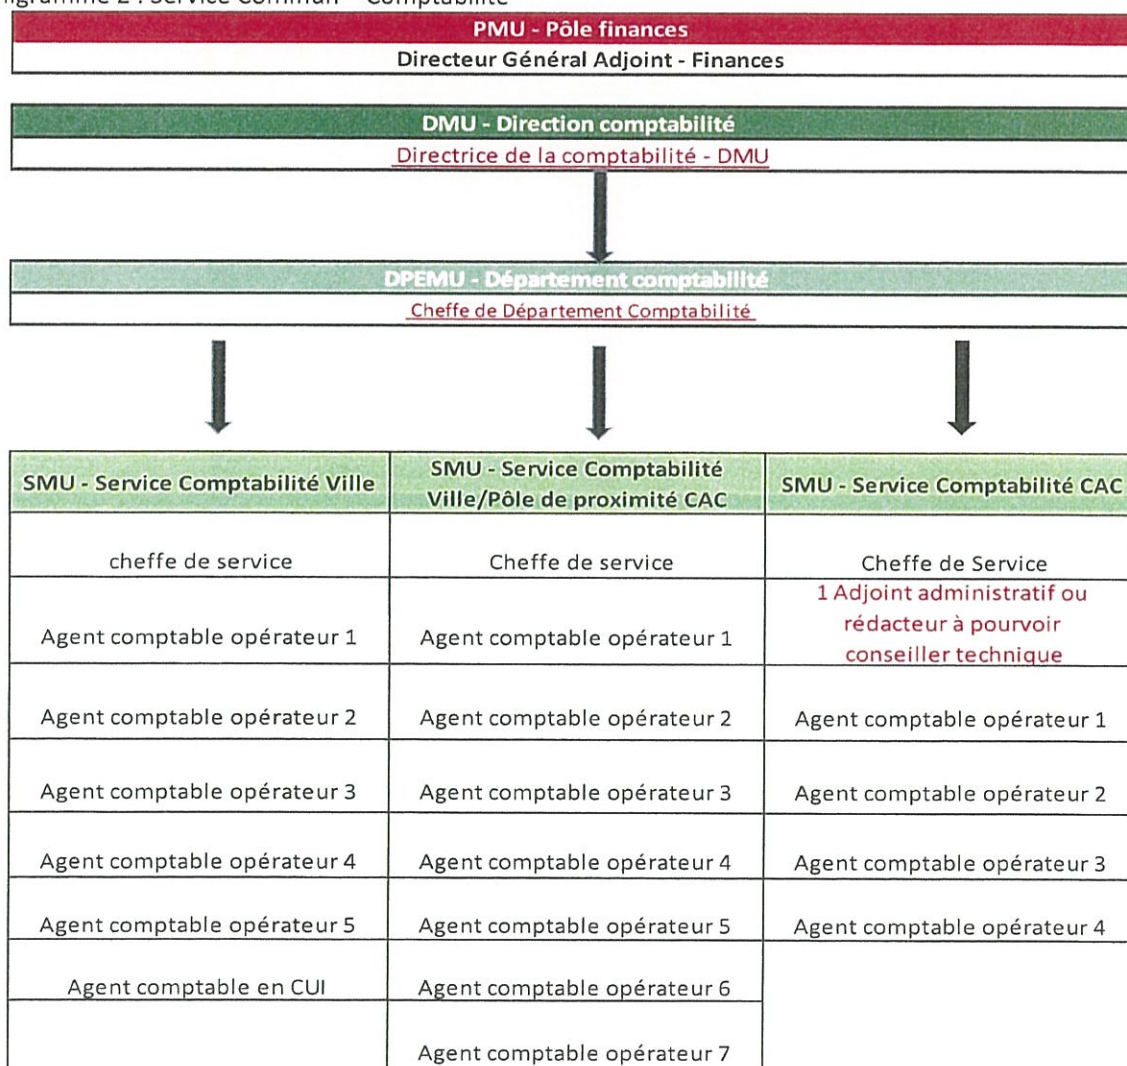 PMU - Pôle finances
Directeur Général Adjoint - Finances
DMU - Direction comptabilité
Directrice de la comptabilité - DMU
DPEMU - Département comptabilité
Cheffe de Département Comptabilité
SMU - Service Comptabilité Ville
cheffe de service
Agent comptable opérateur 1
Agent comptable opérateur 2
Agent comptable opérateur 3
Agent comptable opérateur 4
Agent comptable opérateur 5
Agent comptable en CUI
SMU - Service Comptabilité
Ville/Pôle de proximité CAC
Cheffe de service
Agent comptable opérateur 1
Agent comptable opérateur 2
Agent comptable opérateur 3
Agent comptable opérateur 4
Agent comptable opérateur 5
Agent comptable opérateur 6
Agent comptable opérateur 7
SMU - Service Comptabilité CAC
Cheffe de Service
1 Adjoint administratif ou
rédacteur à pourvoir
conseiller technique
Agent comptable opérateur 1
Agent comptable opérateur 2
Agent comptable opérateur 3
Agent comptable opérateur 4